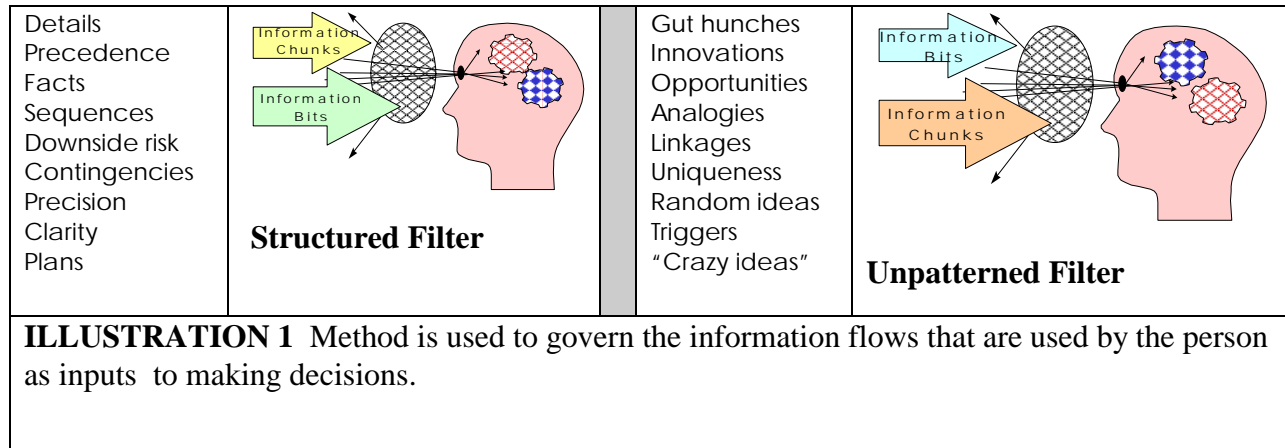 Details
Precedence
Facts
Sequences
Downside risk
Contingencies
Precision
Clarity
Plans
Information
Chunks
Information
Bits
Structured Filter
Gut hunches
Innovations
Opportunities
Analogies
Linkages
Uniqueness
Random ideas
Triggers
“Crazy ideas”
Information
Bits
Information
Chunks
Unpatterned Filter
ILLUSTRATION 1  Method is used to govern the information flows that are used by the person
as inputs  to making decisions.